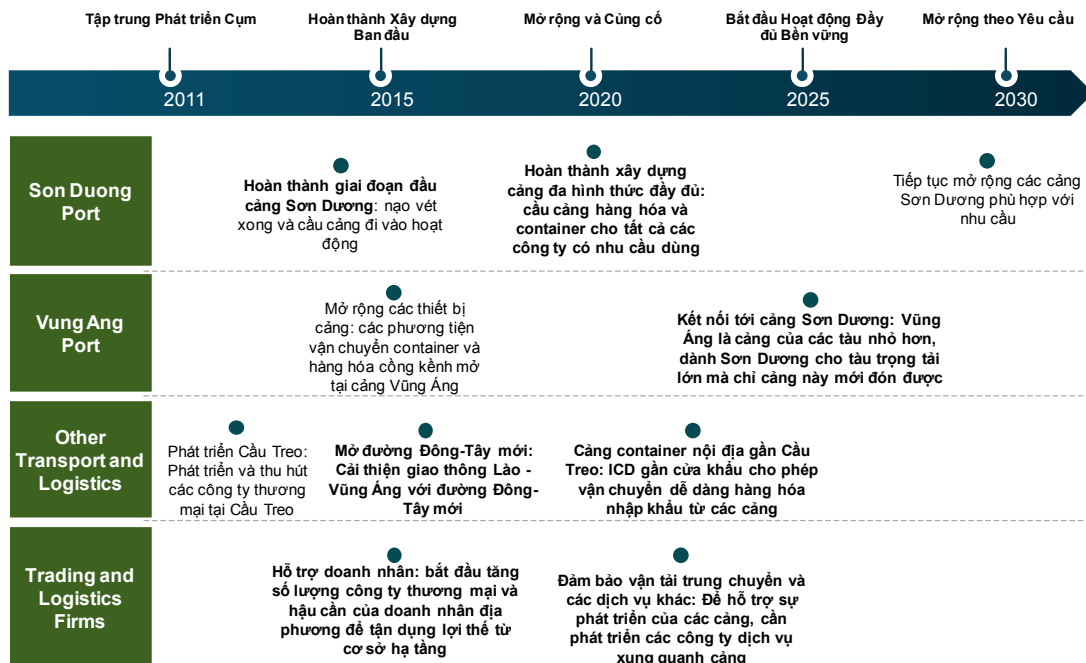 Tập trung Phát triển Cụm
Hoàn thành Xây dựng
Ban đầu
Mở rộng và Củng cố
Bắt đầu Hoạt động Đầy
đủ Bền vững
Mở rộng theo Yêu cầu
2011
2015
2020
2025
2030
Son Duong
Port
Hoàn thành giai đoạn đầu
cảng Sơn Dương: nạo vét
xong và cầu cảng đi vào hoạt
động
Hoàn thành xây dựng
cảng đa hình thức đầy đủ:
cầu cảng hàng hóa và
container cho tất cả các
công ty có nhu cầu dùng
Tiếp tục mở rộng các cảng
Sơn Dương phù hợp với
nhu cầu
Vung Ang
Port
Mở rộng các thiết bị
cảng: các phương tiện
vận chuyển container và
hàng hóa cồng kềnh mở
tại cảng Vũng Áng
Kết nối tới cảng Sơn Dương: Vũng
Áng là cảng của các tàu nhỏ hơn,
dành Sơn Dương cho tàu trọng tải
lớn mà chỉ cảng này mới đón được
Other
Transport and
Logistics
Phát triển Cầu Treo:
Phát triển và thu hút
các công ty thương
mại tại Cầu Treo
Mở đường Đông-Tây mới:
Cải thiện giao thông Lào -
Vũng Áng với đường Đông-
Tây mới
Cảng container nội địa gần Cầu
Treo: ICD gần cửa khẩu cho phép
vận chuyển dễ dàng hàng hóa
nhập khẩu từ các cảng
Trading and
Logistics
Firms
Hỗ trợ doanh nhân: bắt đầu tăng
số lượng công ty thương mại và
hậu cần của doanh nhân địa
phương để tận dụng lợi thế từ
cơ sở hạ tầng
Đảm bảo vận tải trung chuyển và
các dịch vụ khác: Để hỗ trợ sự
phát triển của các cảng, cần
phát triển các công ty dịch vụ
xung quanh cảng